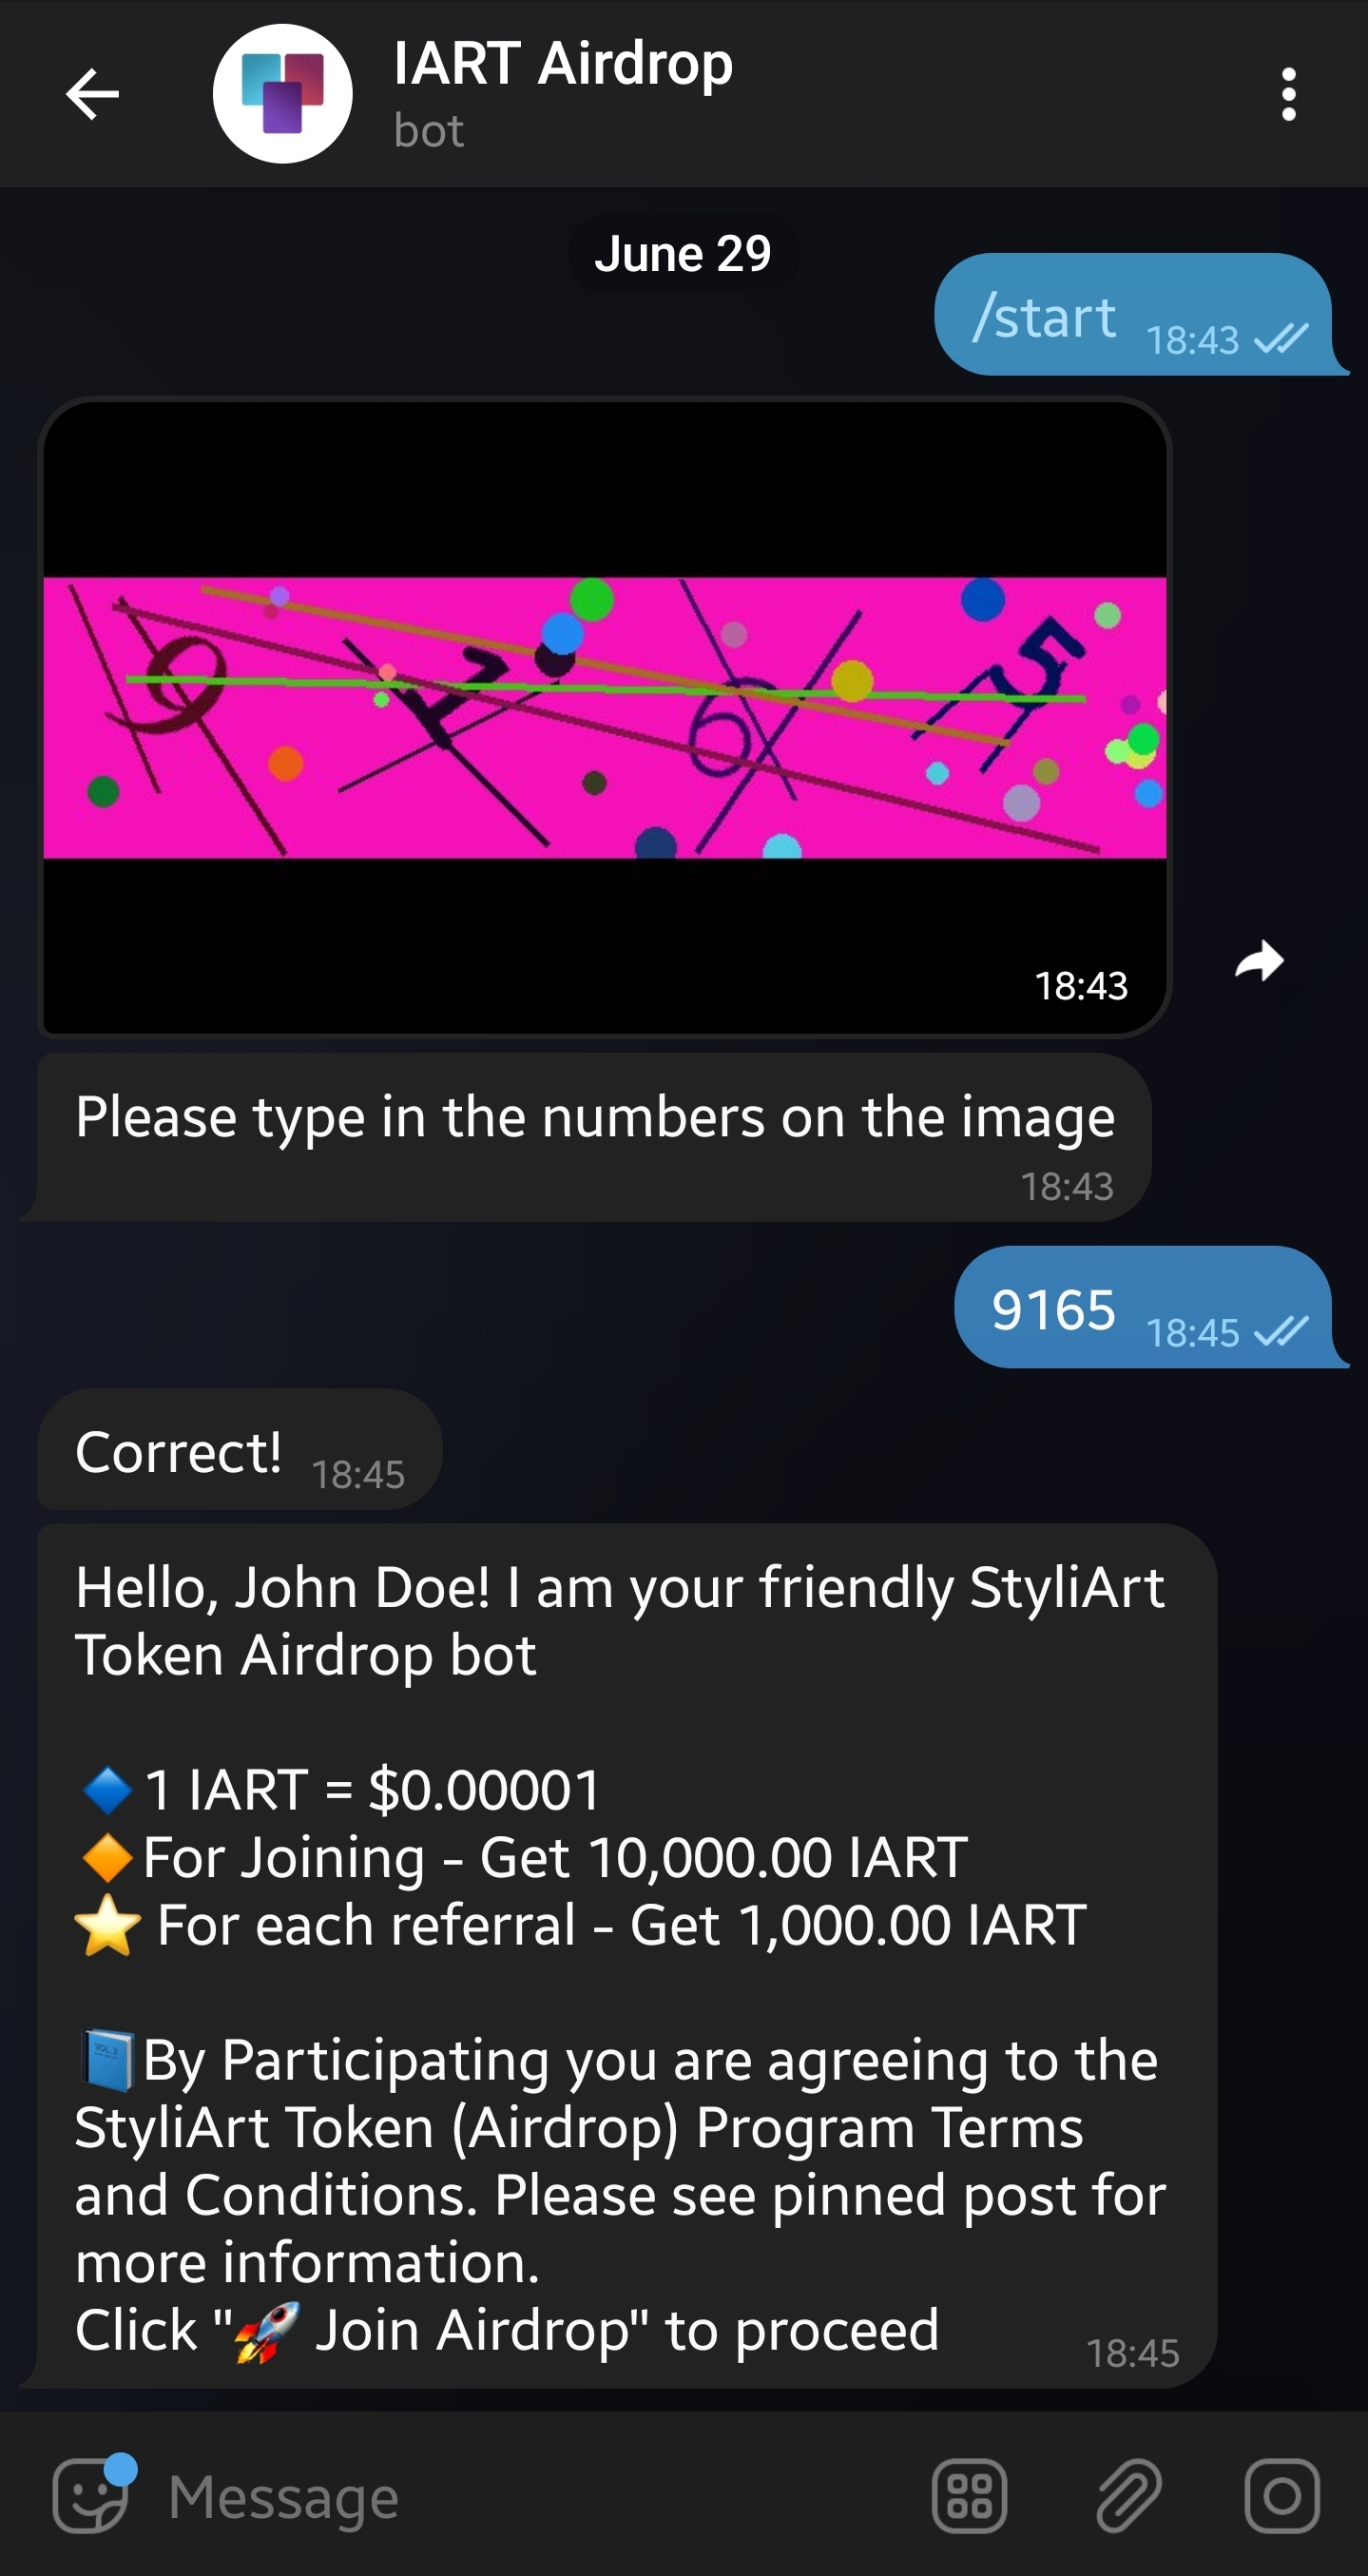 IART Airdrop
bot
June 29
/start 18:43
9 1 6 5
18:43
Please type in the numbers on the image
18:43
9165 18:45
Correct! 18:45
Hello, John Doe! I am your friendly StyliArt
Token Airdrop bot
🔷1 IART = $0.00001
🔶For Joining - Get 10,000.00 IART
⭐ For each referral - Get 1,000.00 IART
📘By Participating you are agreeing to the
StyliArt Token (Airdrop) Program Terms
and Conditions. Please see pinned post for
more information.
Click "🚀 Join Airdrop" to proceed
18:45
Message